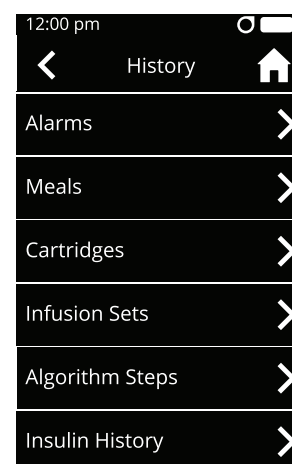 12:00 pm
History
Alarms
Meals
Cartridges
Infusion Sets
Algorithm Steps
Insulin History